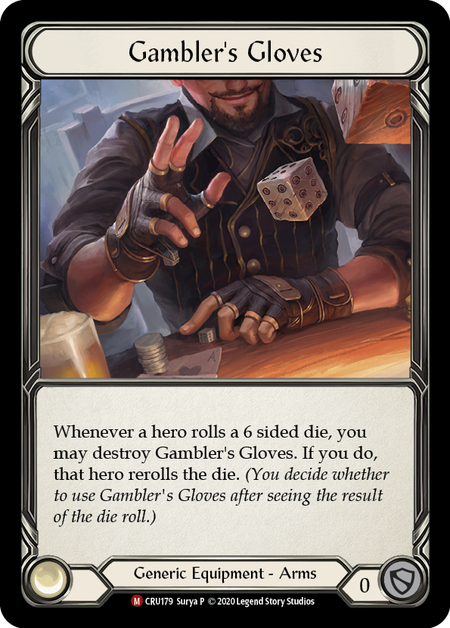 Gambler's Gloves
Whenever a hero rolls a 6 sided die, you
may destroy Gambler's Gloves. If you do,
that hero rerolls the die. (You decide whether
to use Gambler's Gloves after seeing the result
of the die roll.)
Generic Equipment - Arms
0
M CRU179 Surya P © 2020 Legend Story Studios